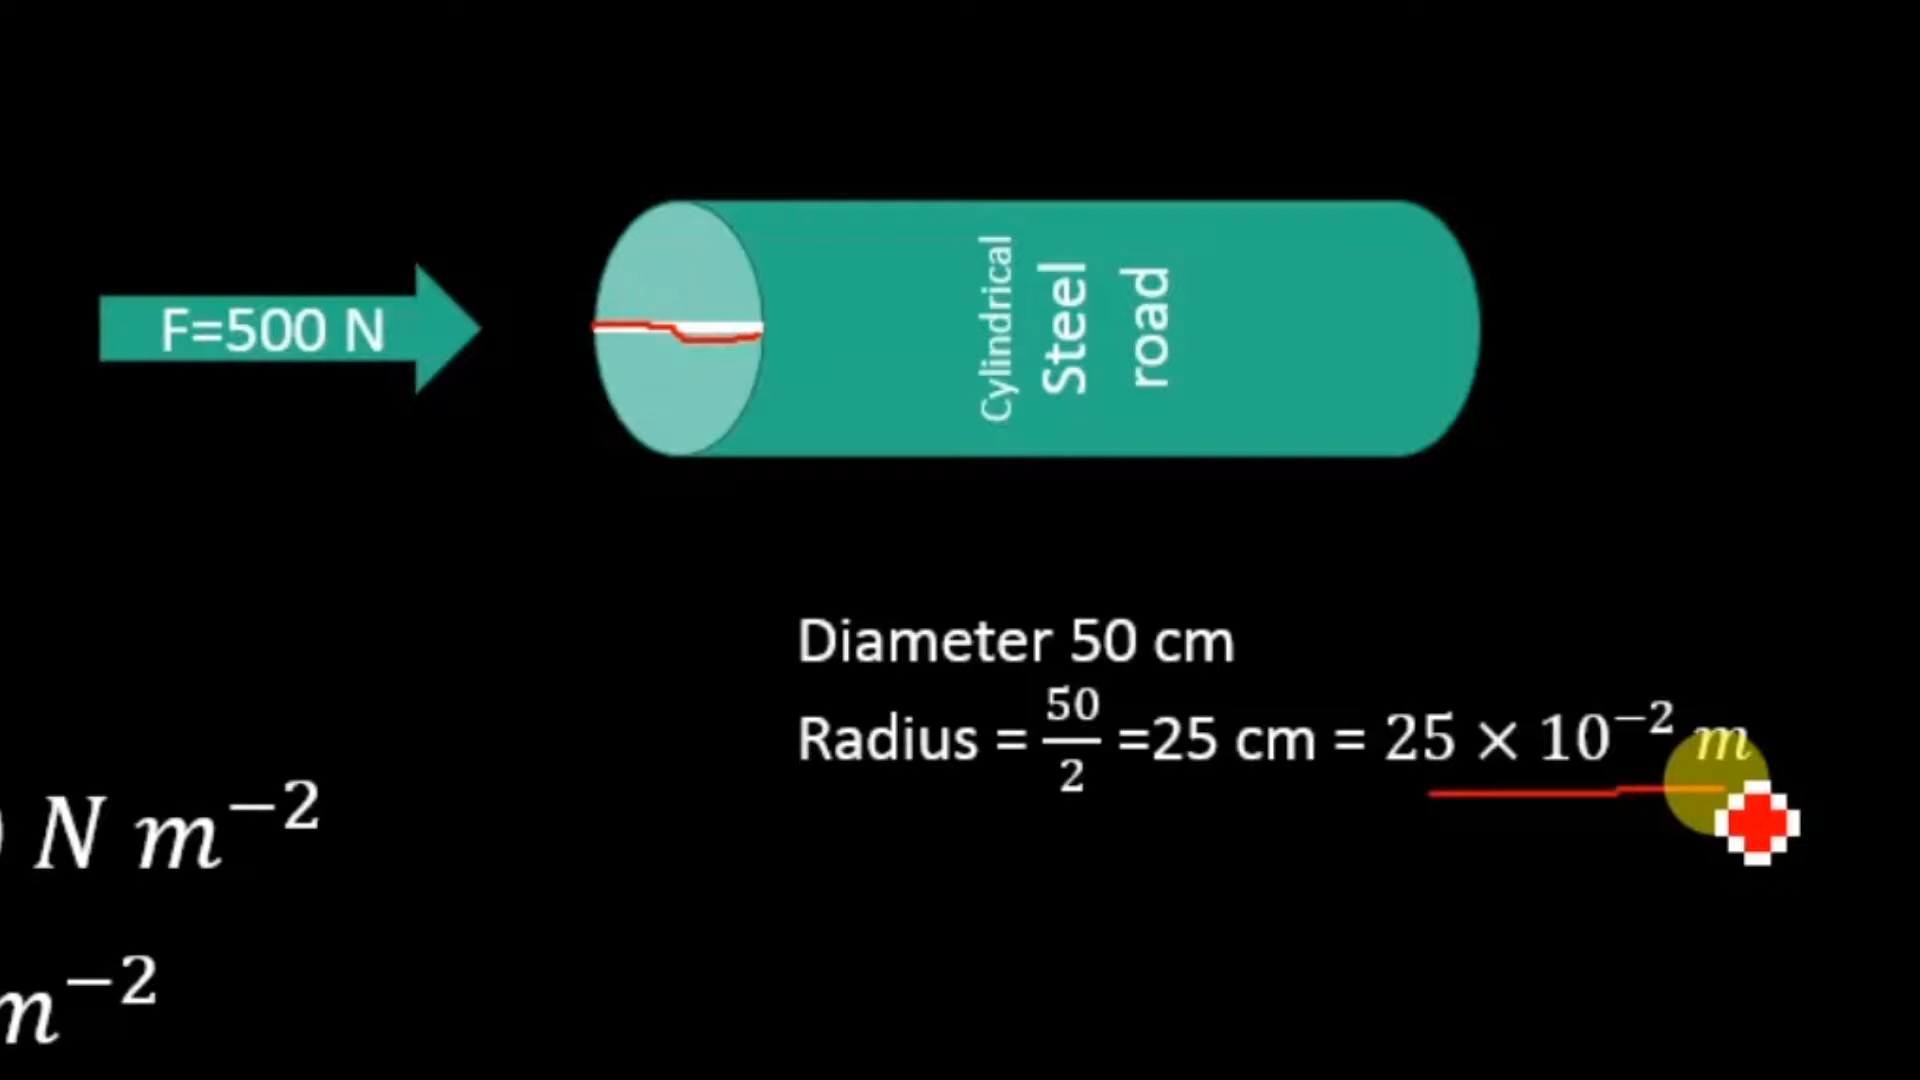 F=500 N
Cylindrical
Steel
road
Diameter 50 cm
Radius = 50/2 =25 cm = 25 × 10⁻² m
N m⁻²
m⁻²